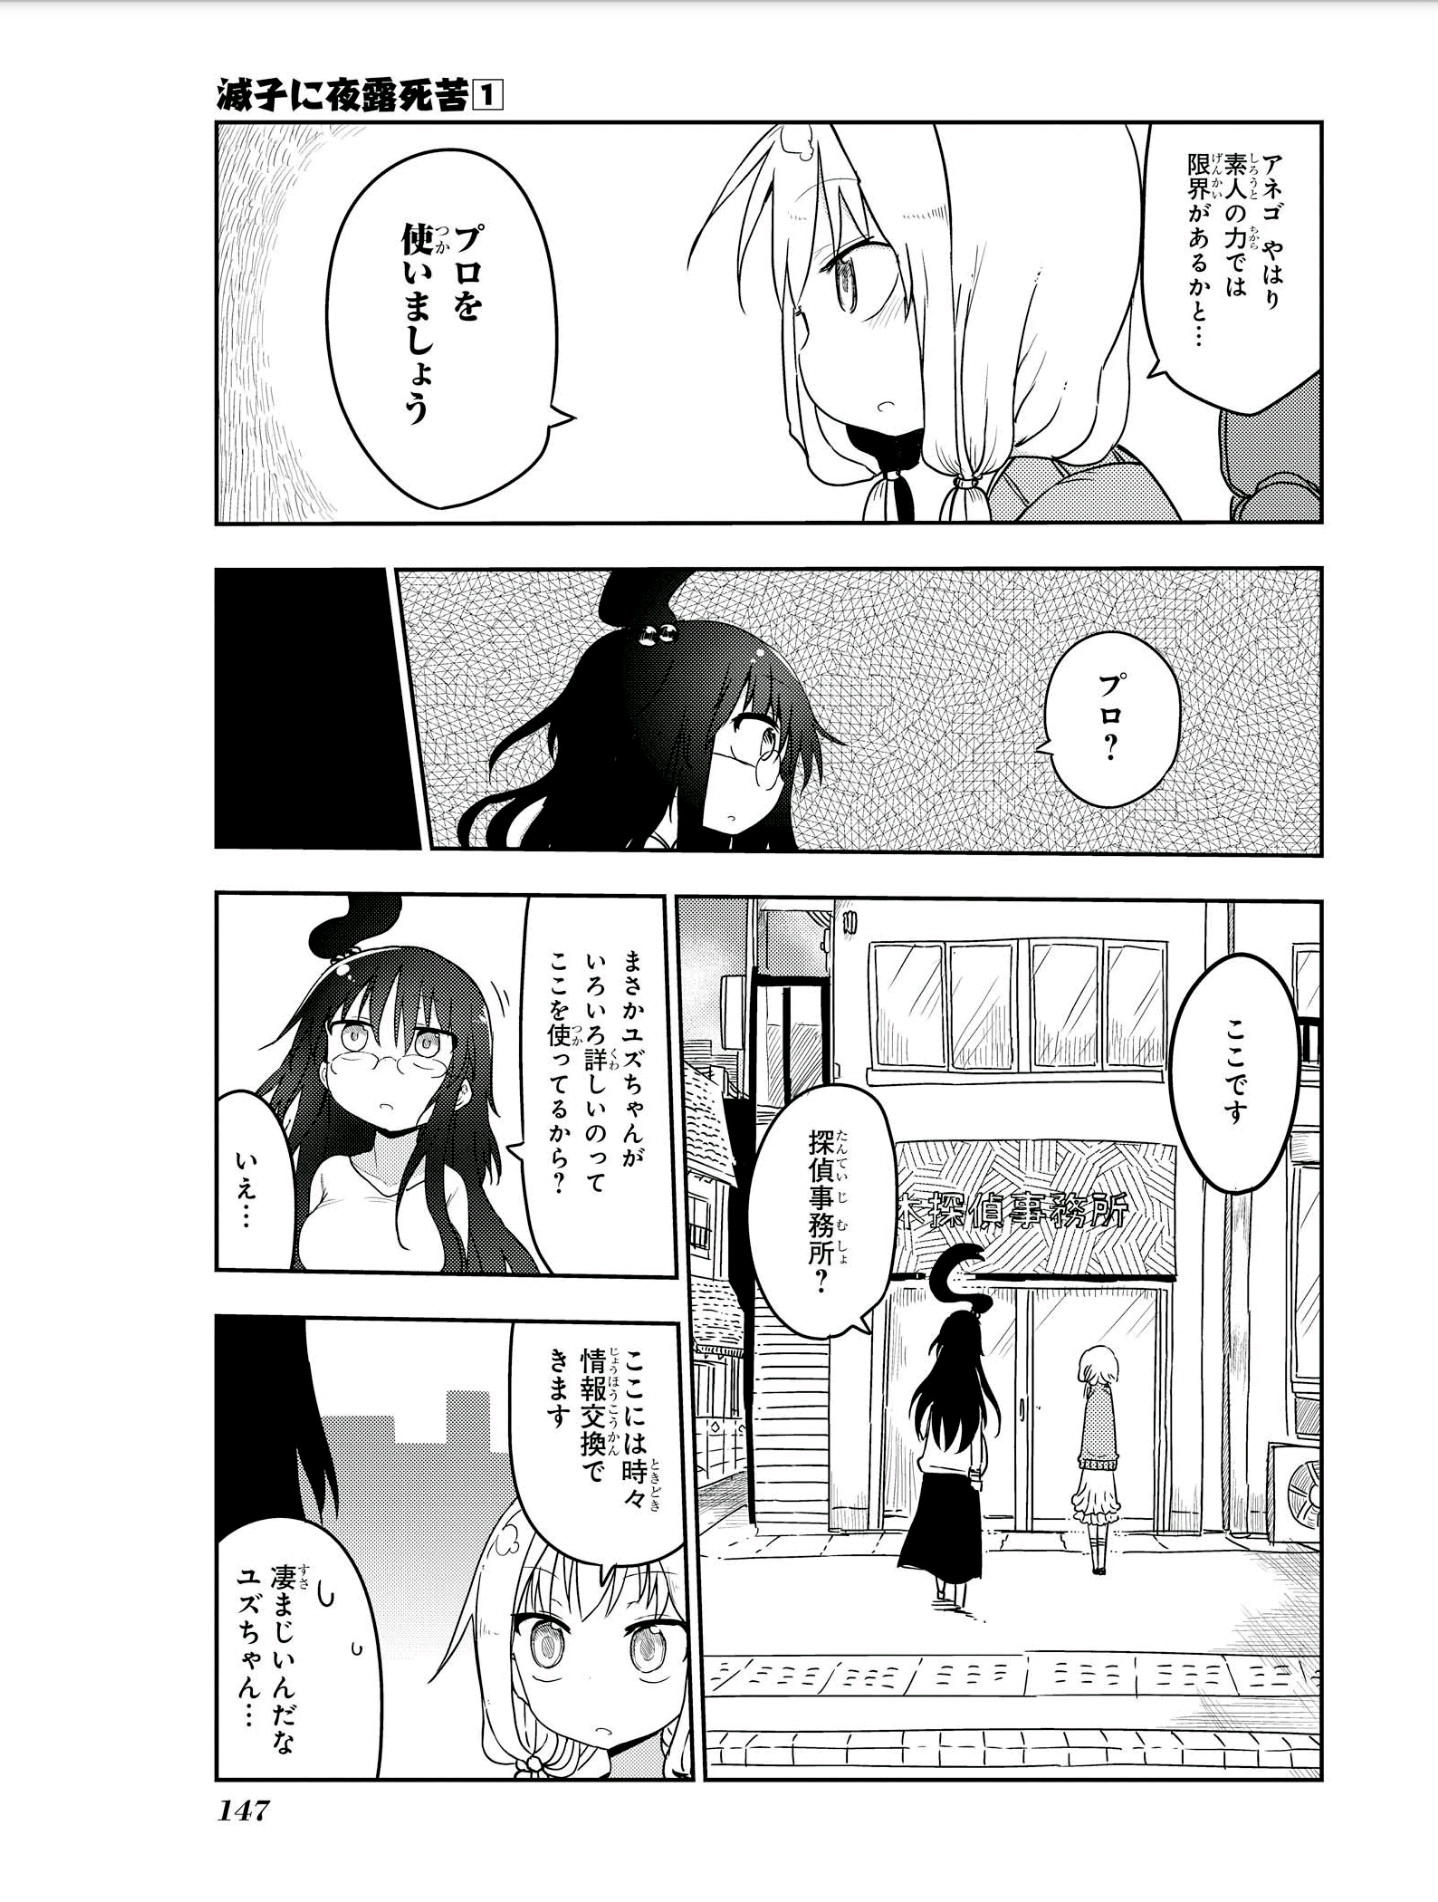 滅子に夜露死苦1
アネゴ やはり
素人の力では
限界があるかと…
プロを
使いましょう
プロ?
ここです
探偵事務所?
木探偵事務所
まさかユズちゃんが
いろいろ詳しいのって
ここを使ってるから?
いえ…
ここには時々
情報交換で
きます
凄まじいんだな
ユズちゃん…
147